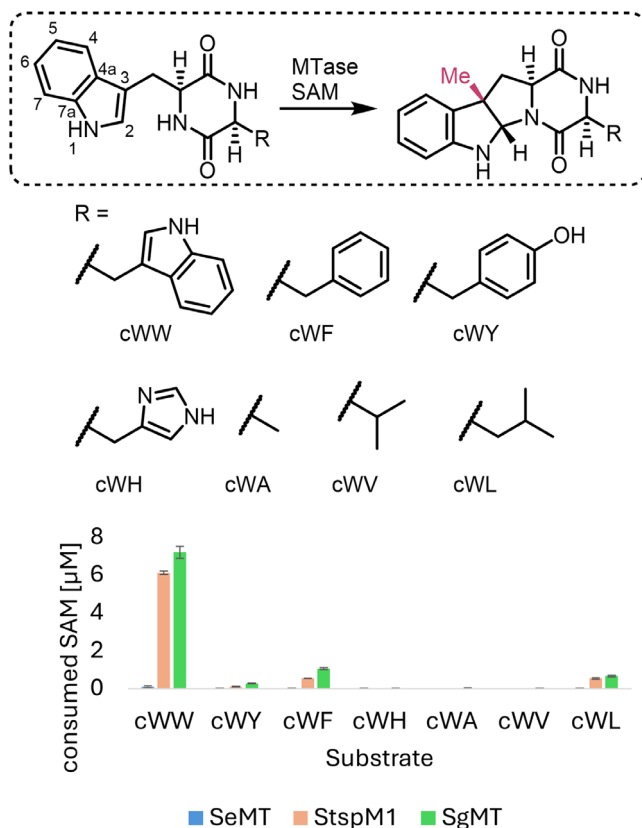 5
4
O
H
6
4a
3
NH
MTase
SAM
7
7a
2
HN
R
N
H
1
O
H
Me
H
O
N
NH
N
H
H
O
H
R
R =
NH
OH
cWW
cWF
cWY
N
NH
cWH
cWA
cWV
cWL
consumed SAM [µM]
8
6
4
2
0
cWW cWY cWF cWH cWA cWV cWL
Substrate
SeMT StspM1 SgMT